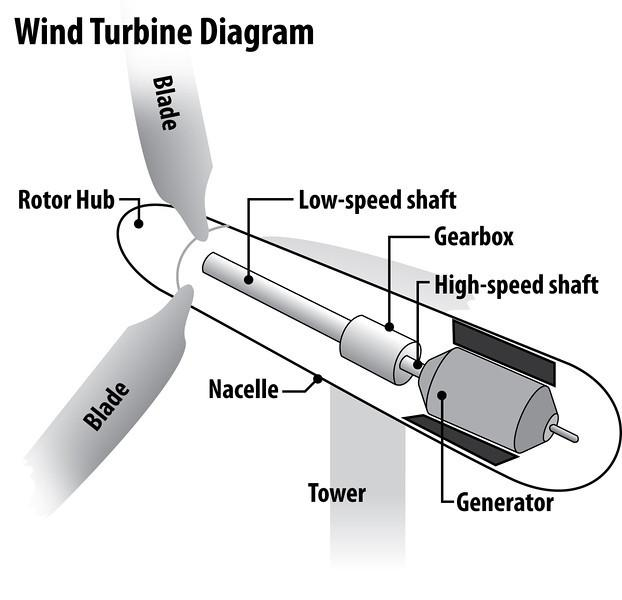 Wind Turbine Diagram
Blade
Rotor Hub
Low-speed shaft
Gearbox
High-speed shaft
Nacelle
Blade
Tower
Generator